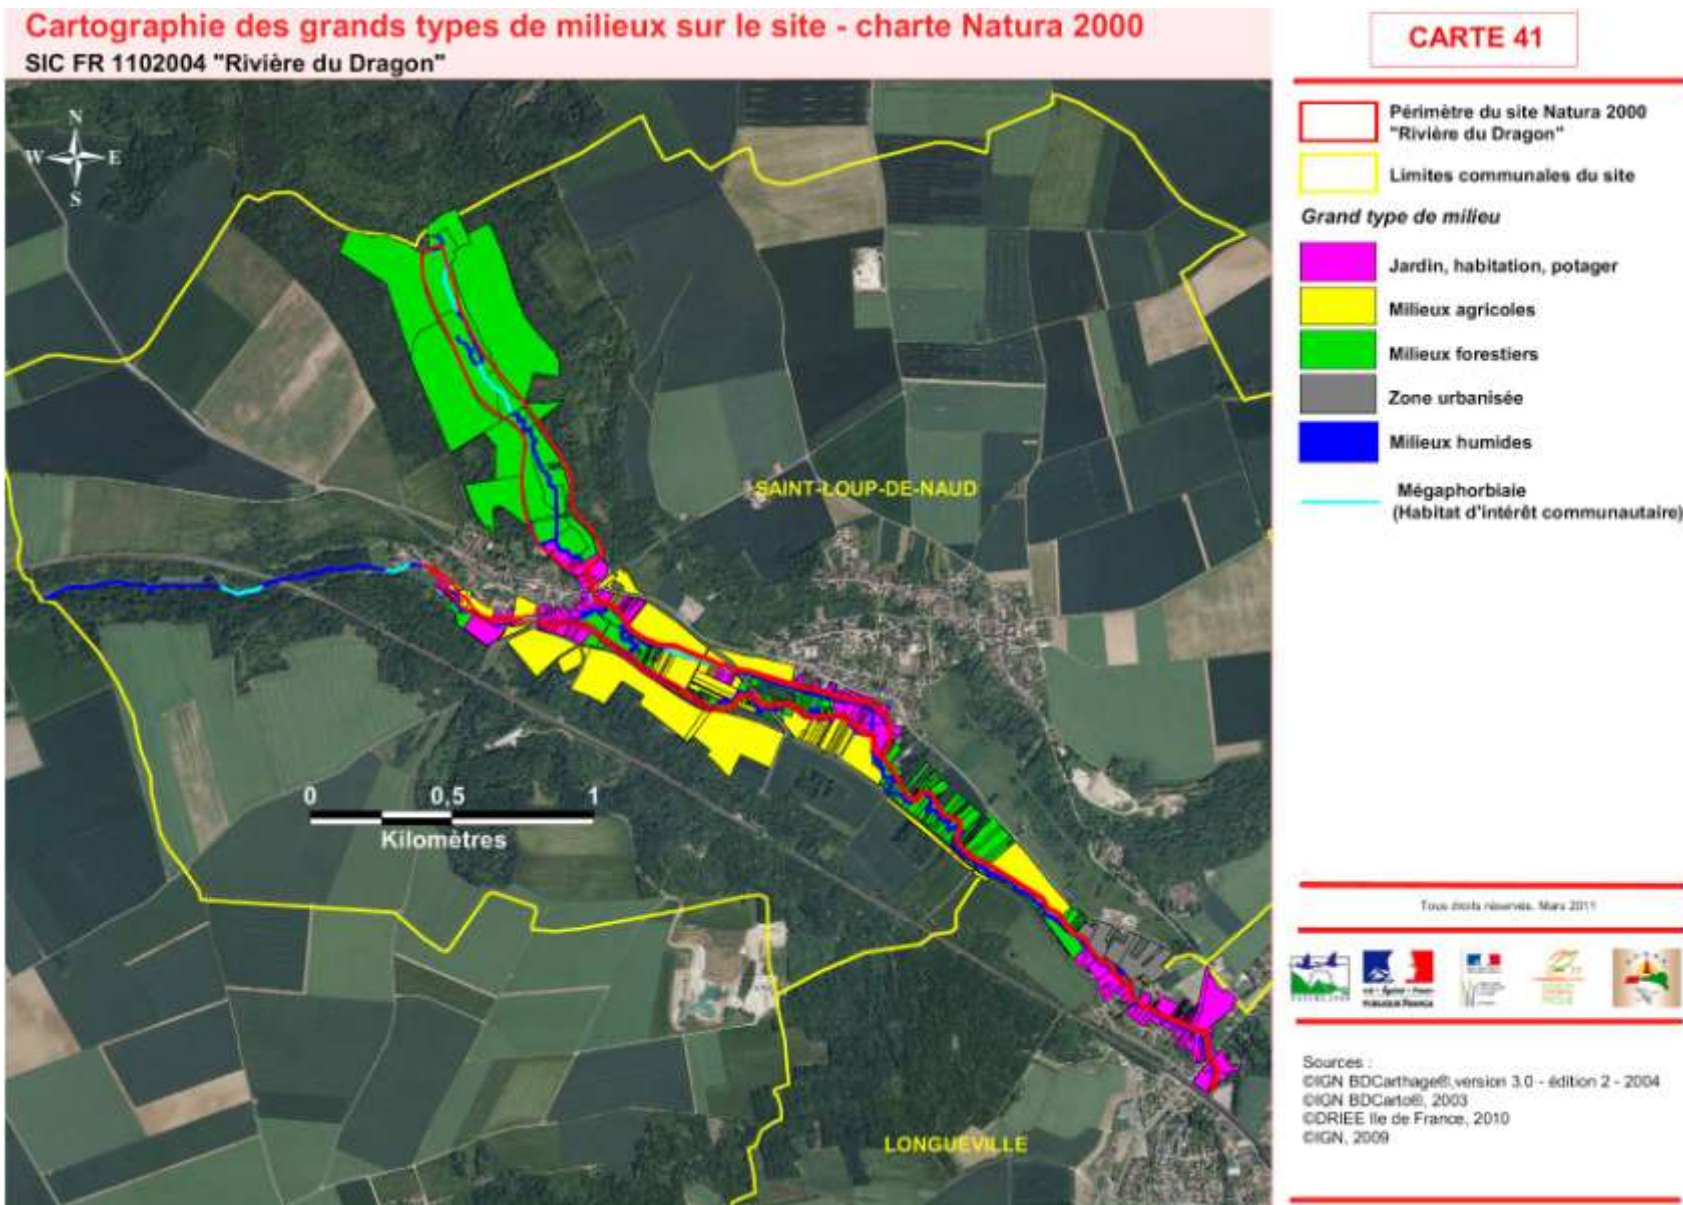 Cartographie des grands types de milieux sur le site - charte Natura 2000
SIC FR 1102004 "Rivière du Dragon"
CARTE 41
N
W E
S
Périmètre du site Natura 2000
"Rivière du Dragon"
Limites communales du site
Grand type de milieu
Jardin, habitation, potager
Milieux agricoles
Milieux forestiers
Zone urbanisée
Milieux humides
Mégaphorbiaie
(Habitat d'intérêt communautaire)
SAINT-LOUP-DE-NAUD
0 0,5 1
Kilomètres
LONGUEVILLE
Tous droits réservés, Mars 2011
Sources :
©IGN BDCarthage®,version 3.0 - édition 2 - 2004
©IGN BDCarto®, 2003
©DRIEE Ile de France, 2010
©IGN, 2009